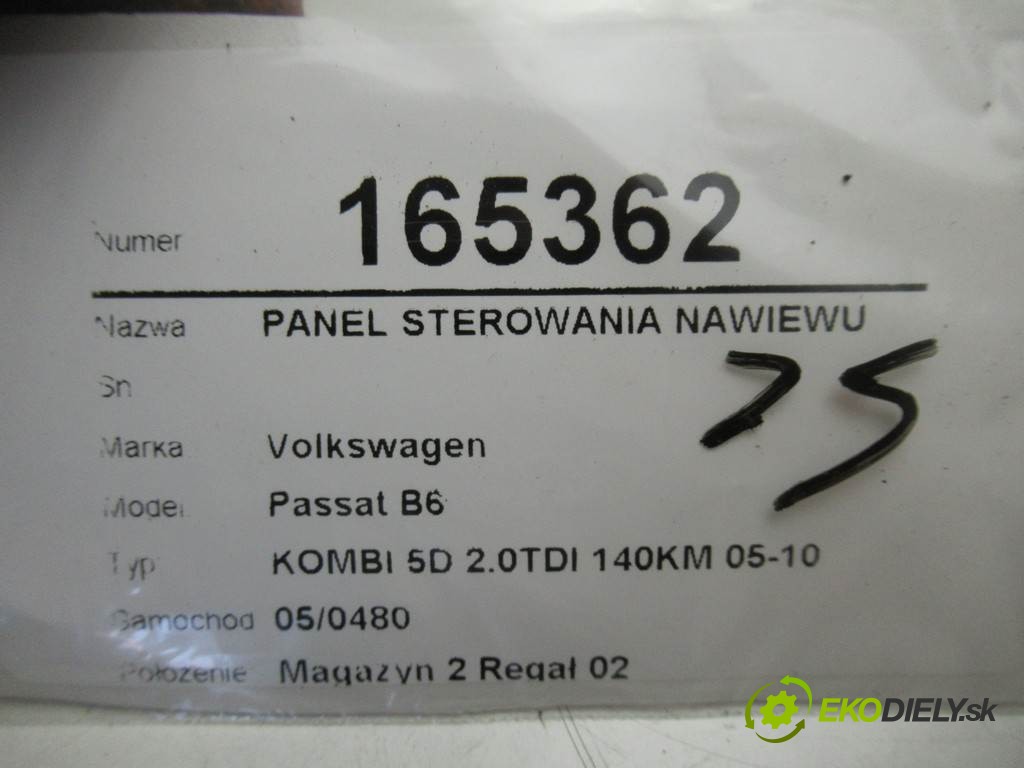 Numer 165362
Nazwa PANEL STEROWANIA NAWIEWU
Sn
75
Marka Volkswagen
Model Passat B6
Typ KOMBI 5D 2.0TDI 140KM 05-10
Samochod 05/0480
Położenie Magazyn 2 Regał 02
EKODIELY.sk